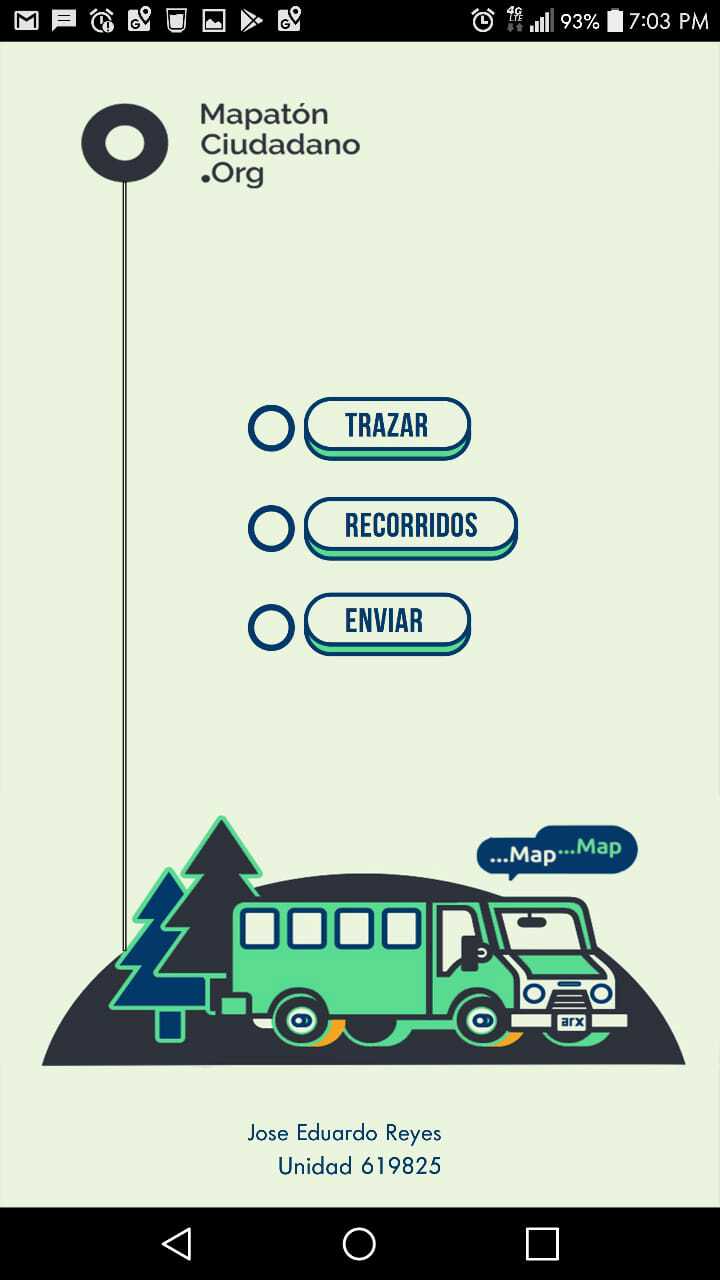 4G
LTE
93%
7:03 PM
Mapatón
Ciudadano
.Org
TRAZAR
RECORRIDOS
ENVIAR
...Map...Map
arx
Jose Eduardo Reyes
Unidad 619825